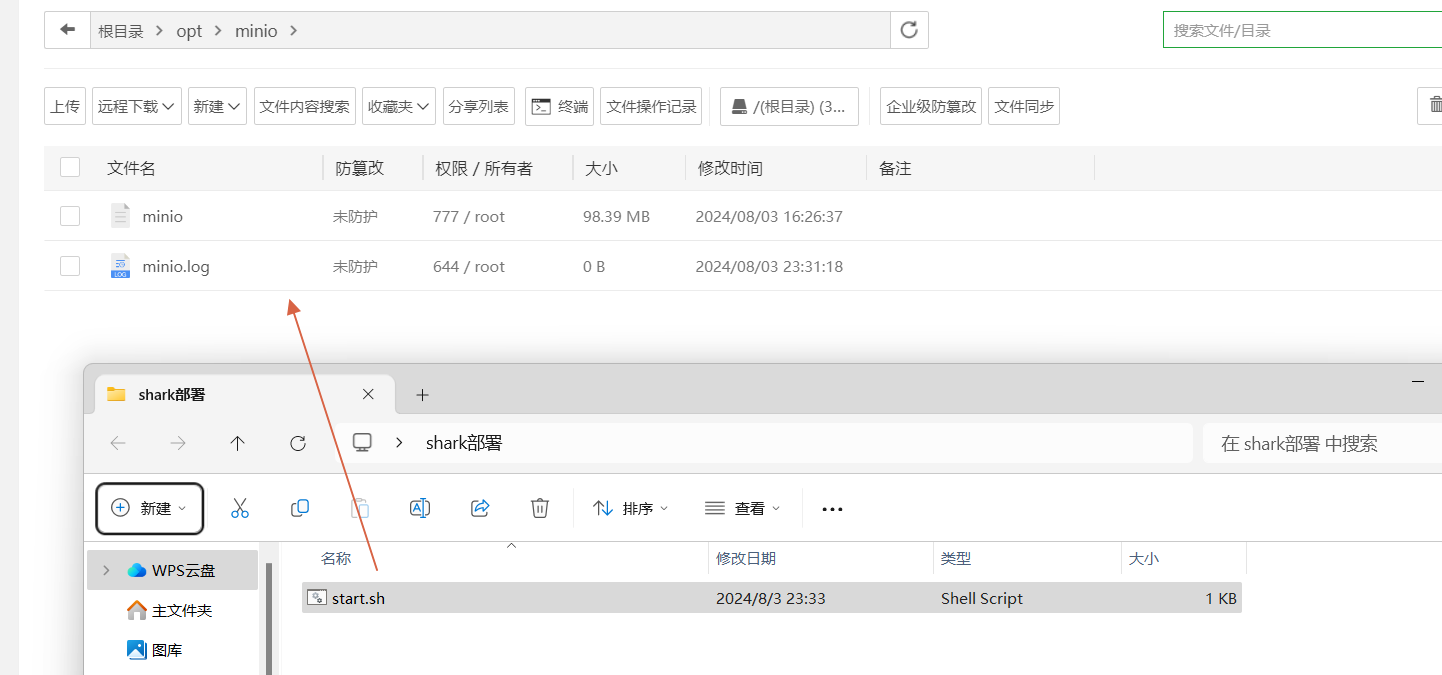 根目录 opt minio
搜索文件/目录
上传 远程下载 新建 文件内容搜索 收藏夹 分享列表 终端 文件操作记录 /(根目录) (3... 企业级防篡改 文件同步
文件名 防篡改 权限 / 所有者 大小 修改时间 备注
minio 未防护 777 / root 98.39 MB 2024/08/03 16:26:37
LOG minio.log 未防护 644 / root 0 B 2024/08/03 23:31:18
shark部署
shark部署 在 shark部署 中搜索
新建 A 排序 查看
名称 修改日期 类型 大小
WPS云盘
start.sh 2024/8/3 23:33 Shell Script 1 KB
主文件夹
图库